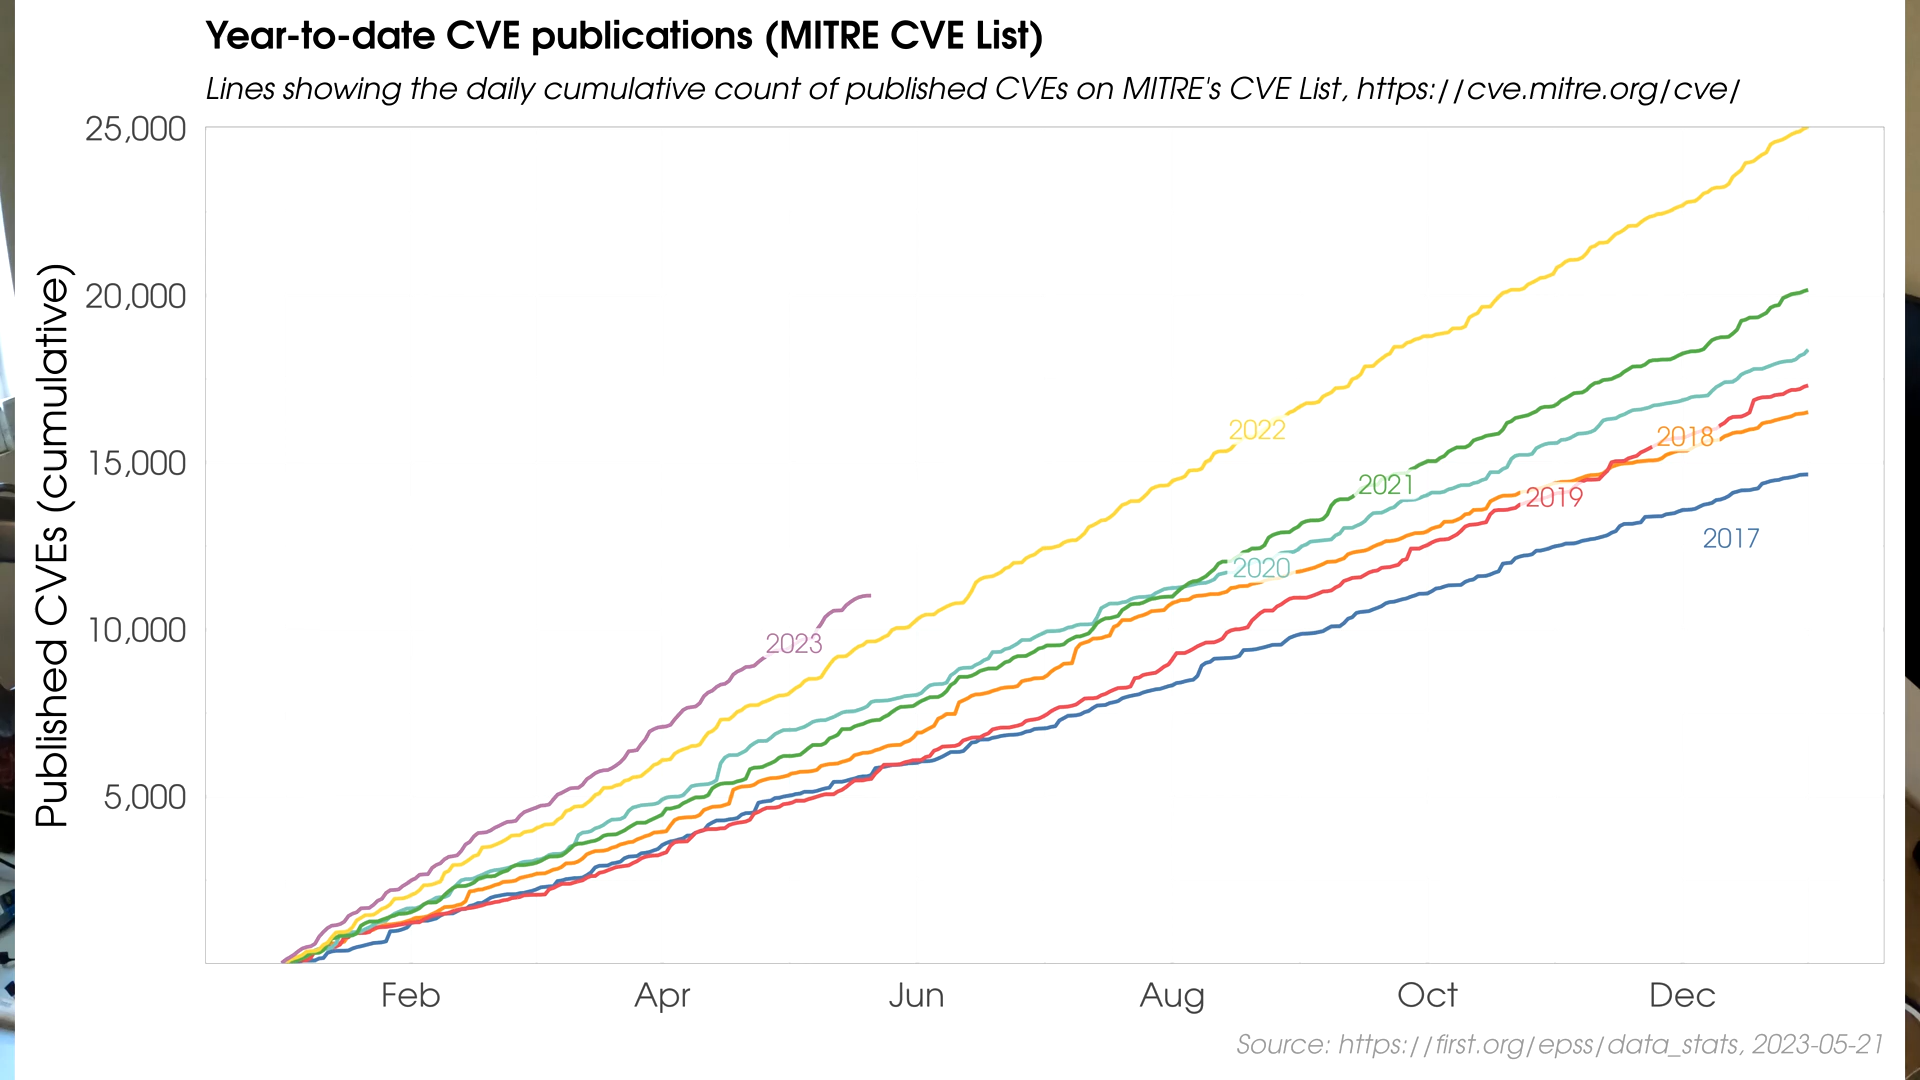 Year-to-date CVE publications (MITRE CVE List)
Lines showing the daily cumulative count of published CVEs on MITRE's CVE List, https://cve.mitre.org/cve/
Published CVEs (cumulative)
25,000
20,000
15,000
10,000
5,000
2022
2021
2018
2019
2017
2020
2023
Feb Apr Jun Aug Oct Dec
Source: https://first.org/epss/data_stats, 2023-05-21